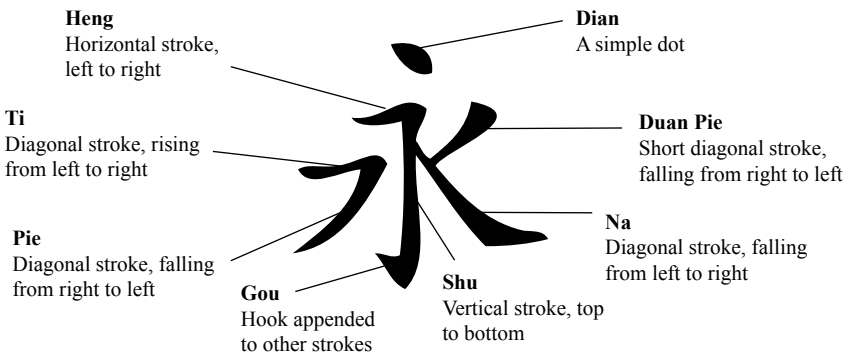 Heng
Horizontal stroke,
left to right
Dian
A simple dot
Ti
Diagonal stroke, rising
from left to right
永
Duan Pie
Short diagonal stroke,
falling from right to left
Pie
Diagonal stroke, falling
from right to left
Na
Diagonal stroke, falling
from left to right
Gou
Hook appended
to other strokes
Shu
Vertical stroke, top
to bottom